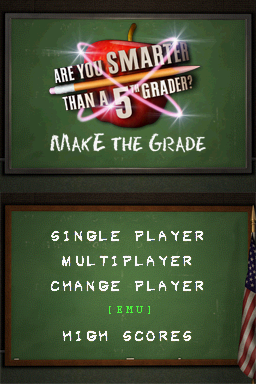 ARE YOU SMARTER
THAN A 5TH GRADER?
MAKE THE GRADE
SINGLE PLAYER
MULTIPLAYER
CHANGE PLAYER
[EMU]
HIGH SCORES